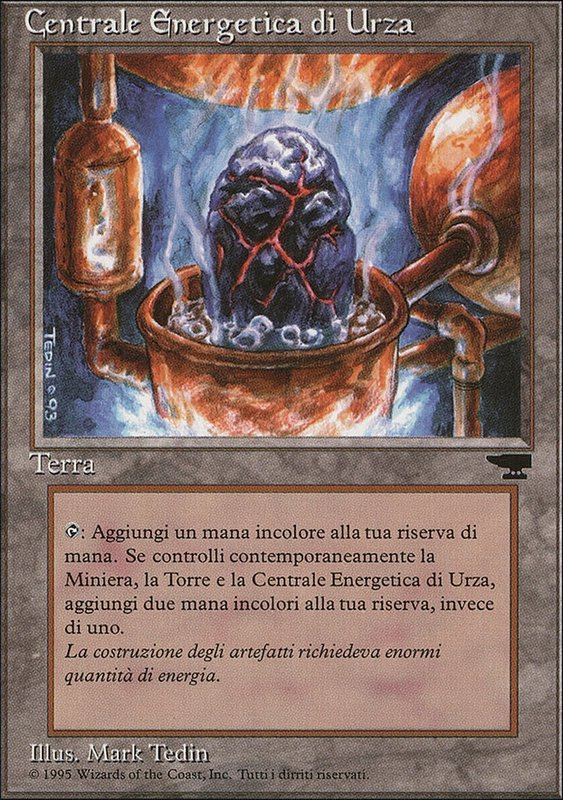 Centrale Energetica di Urza
TEDIN © 93
Terra
: Aggiungi un mana incolore alla tua riserva di
mana. Se controlli contemporaneamente la
Miniera, la Torre e la Centrale Energetica di Urza,
aggiungi due mana incolori alla tua riserva, invece
di uno.
La costruzione degli artefatti richiedeva enormi
quantità di energia.
Illus. Mark Tedin
© 1995 Wizards of the Coast, Inc. Tutti i dirriti riservati.